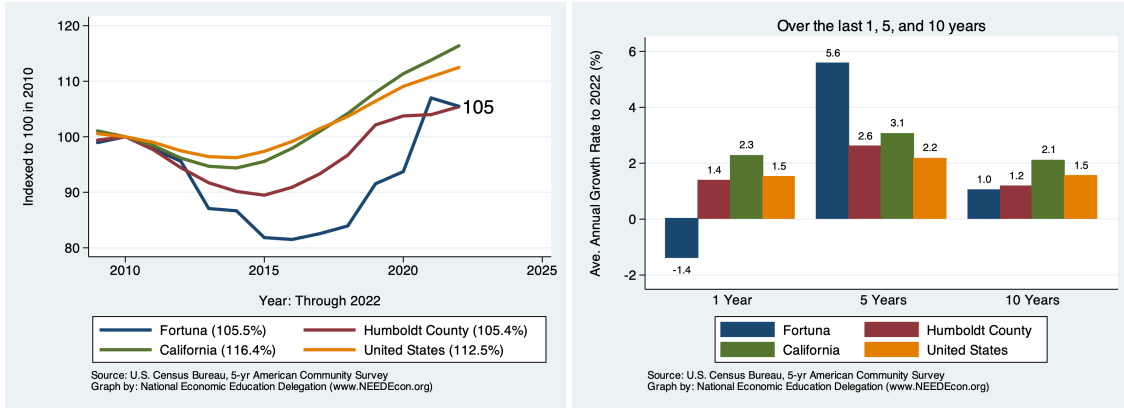 Indexed to 100 in 2010
120
110
100
90
80
105
2010
2015
2020
2025
Year: Through 2022
Fortuna (105.5%)
Humboldt County (105.4%)
California (116.4%)
United States (112.5%)
Source: U.S. Census Bureau, 5-yr American Community Survey
Graph by: National Economic Education Delegation (www.NEEDEcon.org)
Over the last 1, 5, and 10 years
Ave. Annual Growth Rate to 2022 (%)
6
4
2
0
-2
-1.4
1.4
2.3
1.5
5.6
2.6
3.1
2.2
1.0
1.2
2.1
1.5
1 Year
5 Years
10 Years
Fortuna
Humboldt County
California
United States
Source: U.S. Census Bureau, 5-yr American Community Survey
Graph by: National Economic Education Delegation (www.NEEDEcon.org)